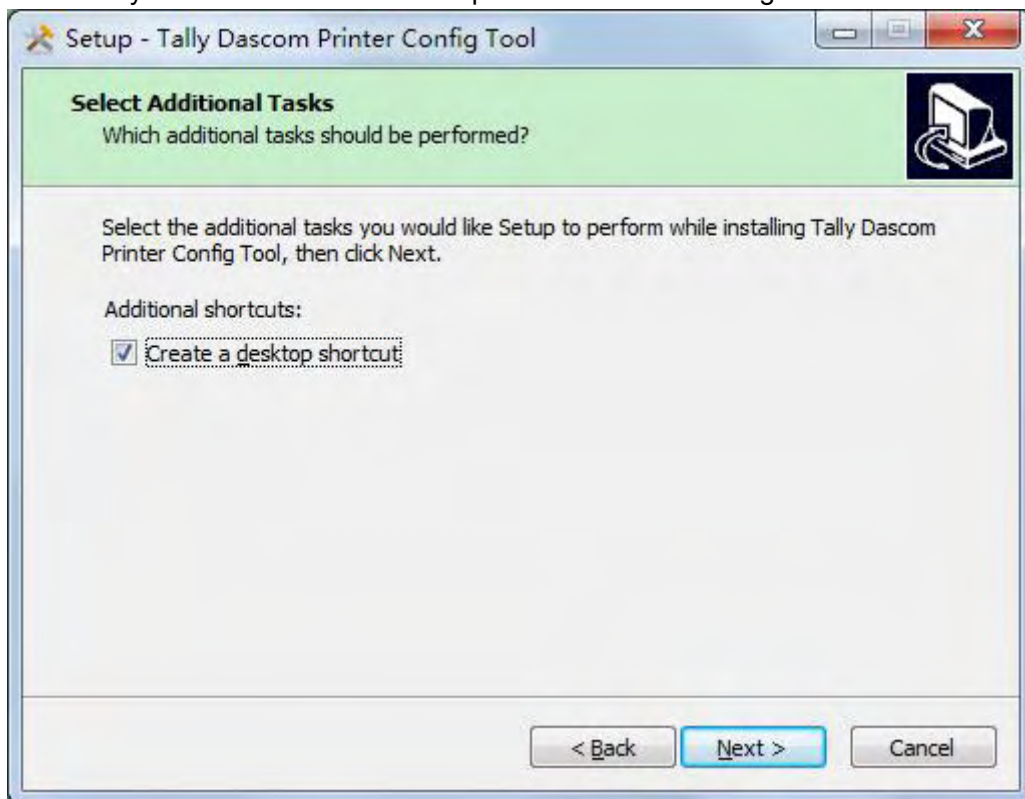 Setup - Tally Dascom Printer Config Tool
Select Additional Tasks
Which additional tasks should be performed?
Select the additional tasks you would like Setup to perform while installing Tally Dascom
Printer Config Tool, then click Next.
Additional shortcuts:
Create a desktop shortcut
< Back Next > Cancel